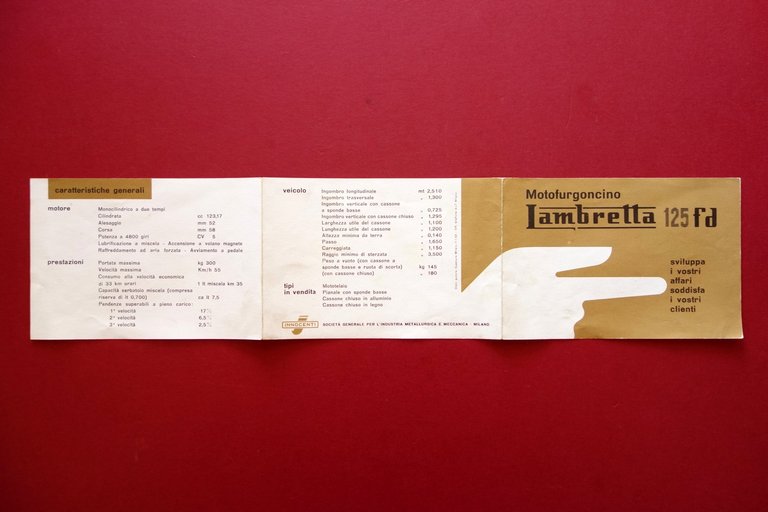 caratteristiche generali
motore Monocilindrico a due tempi
Cilindrata cc 123,17
Alesaggio mm 52
Corsa mm 58
Potenza a 4800 giri CV 5
Lubrificazione a miscela - Accensione a volano magnete
Raffreddamento ad aria forzata - Avviamento a pedale
prestazioni Portata massima kg 300
Velocità massima Km/h 55
Consumo alla velocità economica
di 33 km orari 1 lt miscela km 35
Capacità serbatoio miscela (compresa
riserva di lt 0,700) ca lt 7,5
Pendenze superabili a pieno carico:
1ª velocità 17%
2ª velocità 6,5%
3ª velocità 2,5%
veicolo Ingombro longitudinale mt 2,510
Ingombro trasversale „ 1,300
Ingombro verticale con cassone
a sponde basse „ 0,725
Ingombro verticale con cassone chiuso „ 1,295
Larghezza utile del cassone „ 1,100
Lunghezza utile del cassone „ 1,200
Altezza minima da terra „ 0,140
Passo „ 1,650
Carreggiata „ 1,130
Raggio minimo di sterzata „ 3,500
Peso a vuoto (con cassone a
sponde basse e ruota di scorta) kg 145
(con cassone chiuso) „ 180
tipi
in vendita
Mototelaio
Pianale con sponde basse
Cassone chiuso in alluminio
Cassone chiuso in legno
INNOCENTI SOCIETÀ GENERALE PER L'INDUSTRIA METALLURGICA E MECCANICA - MILANO
Motofurgoncino
Lambretta 125 fd
sviluppa
i vostri
affari
soddisfa
i vostri
clienti